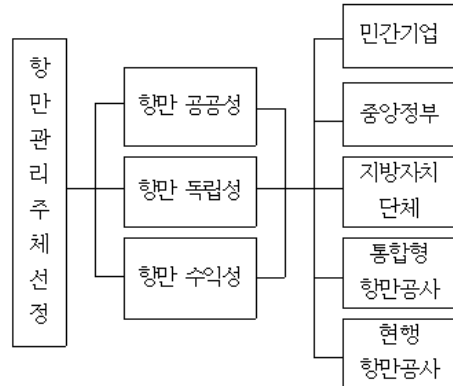 항
만
관
리
주
체
선
정
항만 공공성
항만 독립성
항만 수익성
민간기업
중앙정부
지방자치
단체
통합형
항만공사
현행
항만공사